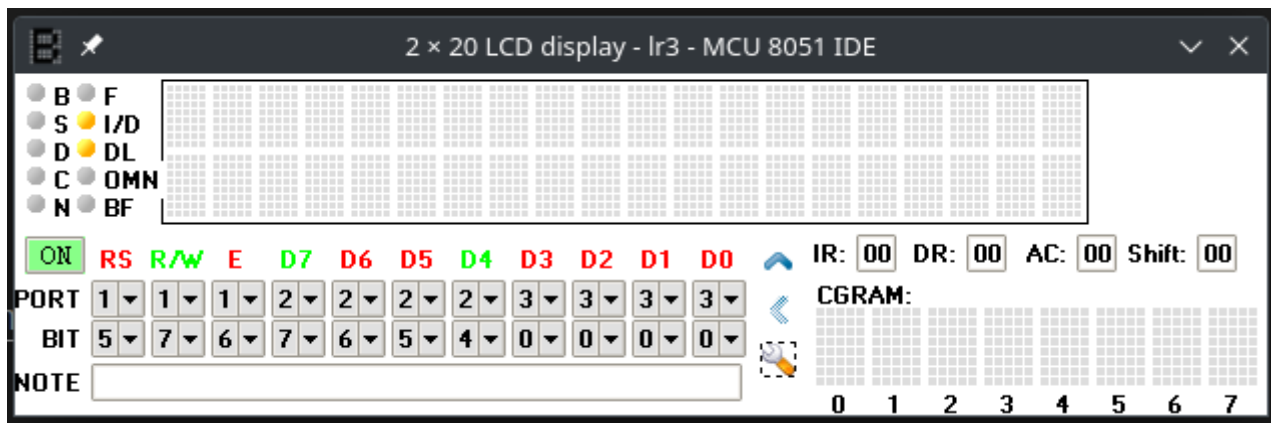 2 × 20 LCD display - lr3 - MCU 8051 IDE
B F
S I/D
D DL
C OMN
N BF
ON RS R/W E D7 D6 D5 D4 D3 D2 D1 D0 IR: 00 DR: 00 AC: 00 Shift: 00
PORT 1 1 1 2 2 2 2 3 3 3 3 CGRAM:
BIT 5 7 6 7 6 5 4 0 0 0 0
NOTE
0 1 2 3 4 5 6 7